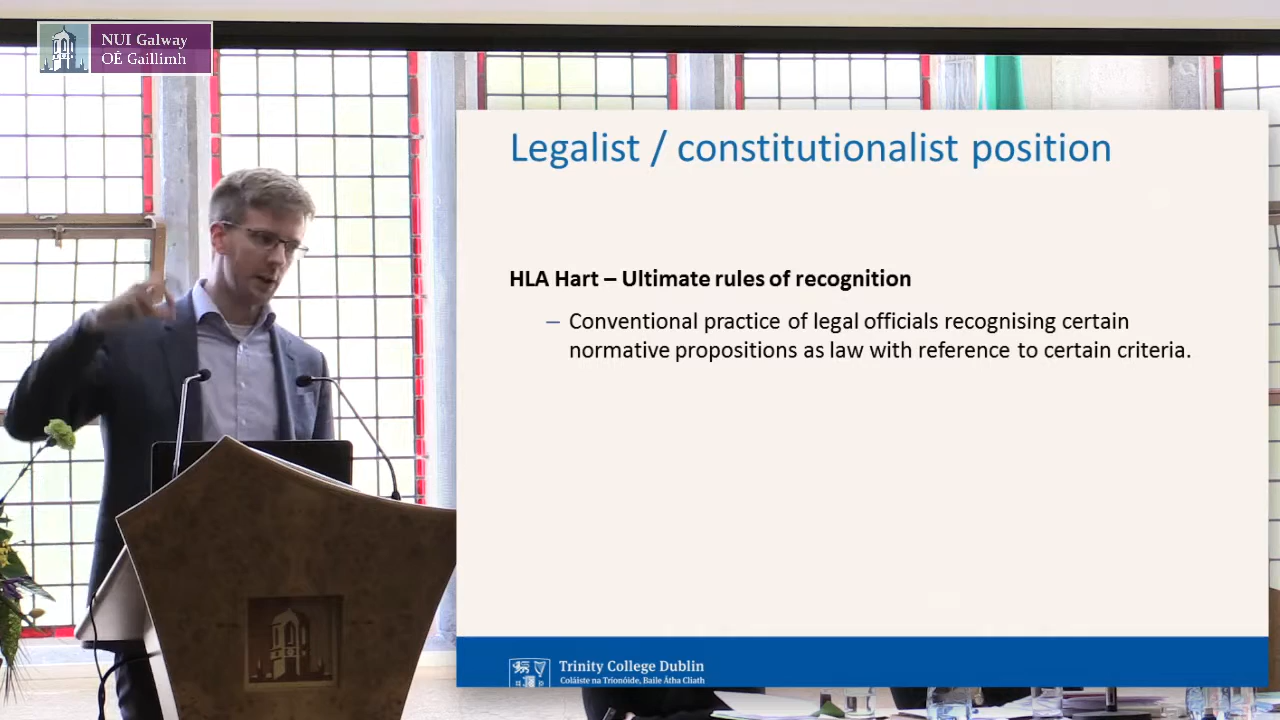 NUI Galway
OÉ Gaillimh
Legalist / constitutionalist position
HLA Hart – Ultimate rules of recognition
– Conventional practice of legal officials recognising certain
normative propositions as law with reference to certain criteria.
Trinity College Dublin
Coláiste na Tríonóide, Baile Átha Cliath